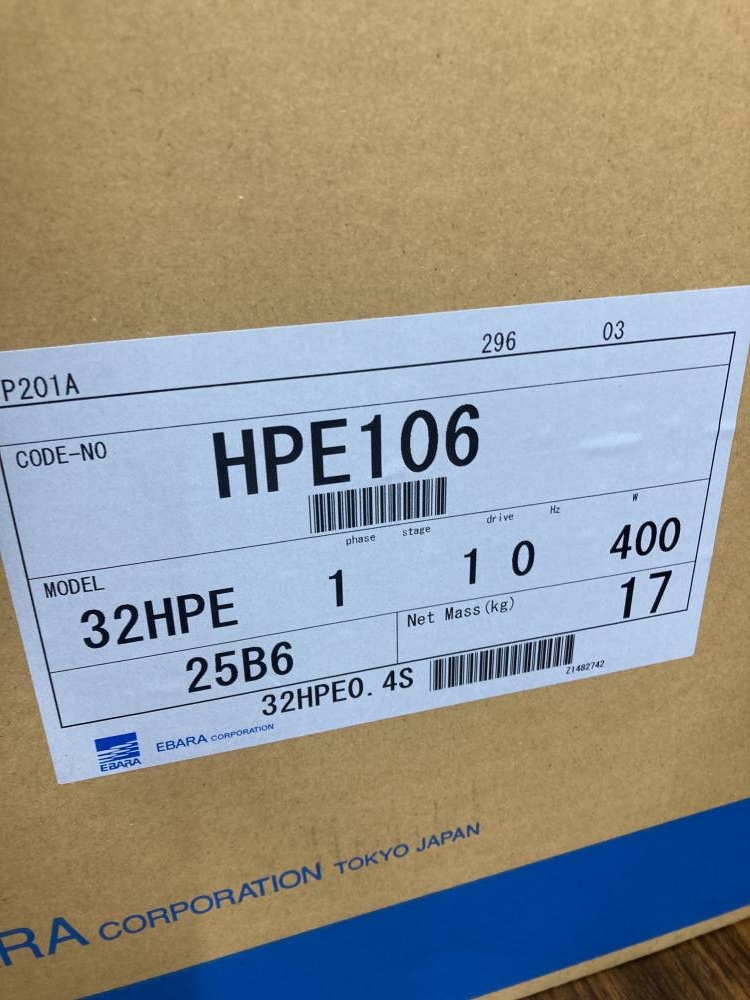 296 03
P201A
CODE-NO HPE106
phase stage drive Hz W
MODEL 32HPE 1 1 0 400
25B6 Net Mass(kg) 17
32HPE0.4S Z1482742
EBARA EBARA CORPORATION
RA CORPORATION TOKYO JAPAN